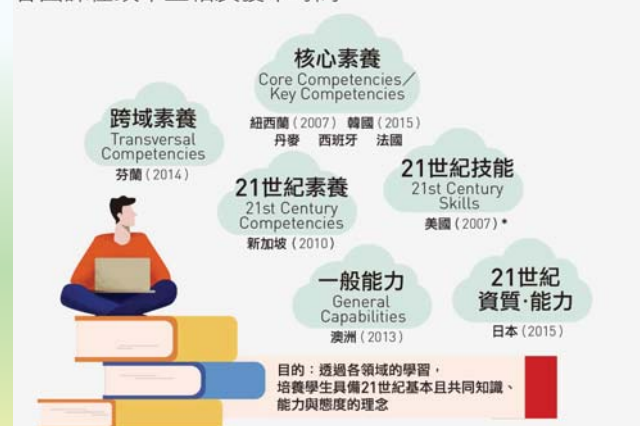 核心素養
Core Competencies／
Key Competencies
紐西蘭（2007） 韓國（2015）
丹麥 西班牙 法國
跨域素養
Transversal
Competencies
芬蘭（2014）
21世紀技能
21st Century
Skills
美國（2007）*
21世紀素養
21st Century
Competencies
新加坡（2010）
一般能力
General
Capabilities
澳洲（2013）
21世紀
資質·能力
日本（2015）
目的：透過各領域的學習，
培養學生具備21世紀基本且共同知識、
能力與態度的理念